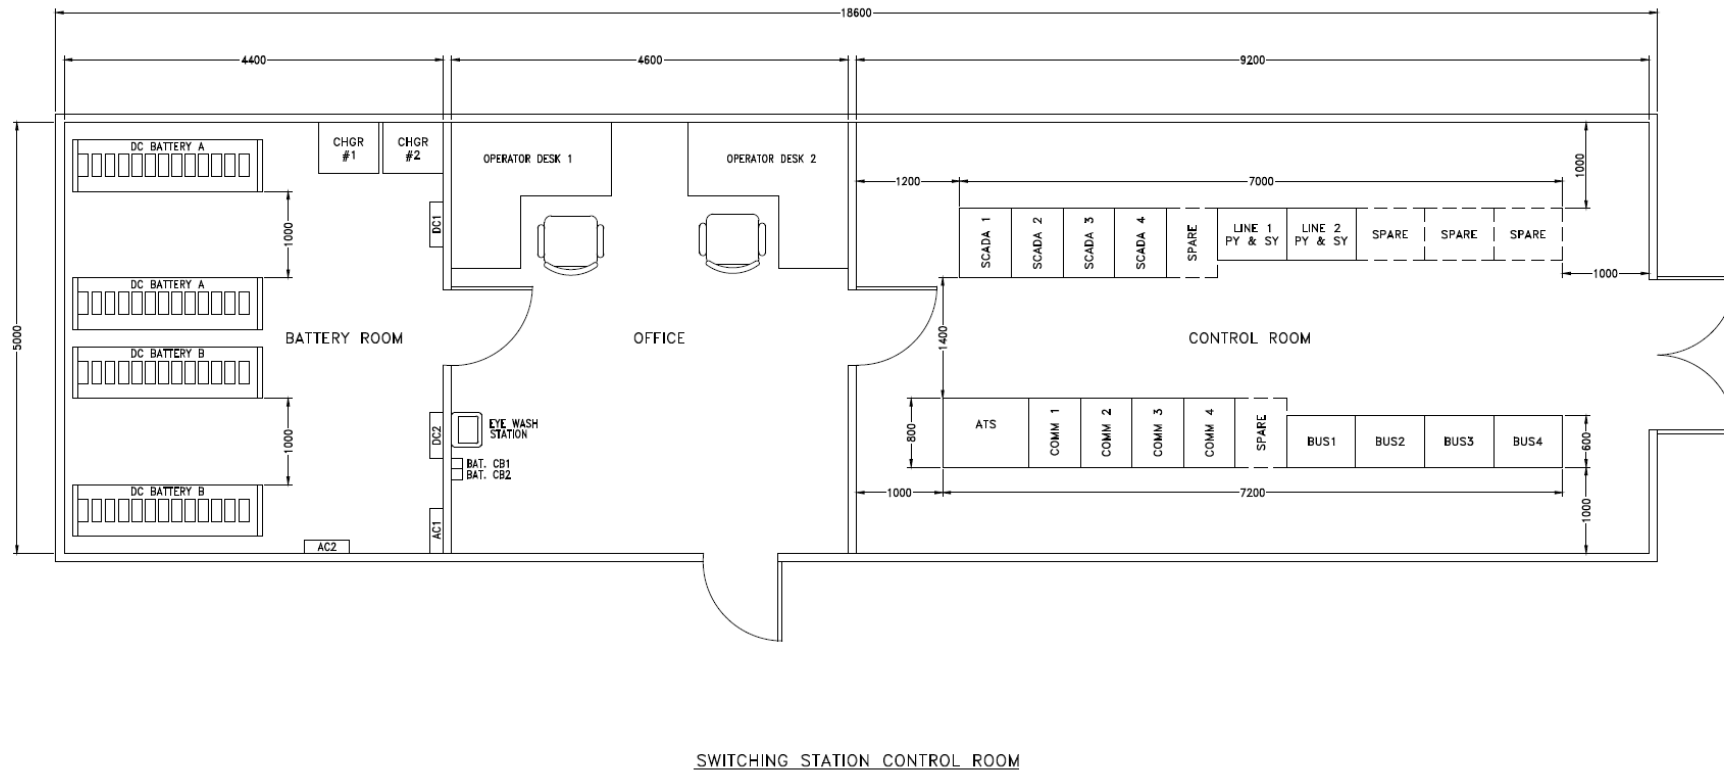 18600
4400
4600
9200
DC BATTERY A
CHGR
#1
CHGR
#2
OPERATOR DESK 1
OPERATOR DESK 2
1000
1200
7000
DC1
1000
SCADA 1
SCADA 2
SCADA 3
SCADA 4
SPARE
LINE 1
PY & SY
LINE 2
PY & SY
SPARE
SPARE
SPARE
1000
DC BATTERY A
5000
BATTERY ROOM
OFFICE
1400
CONTROL ROOM
DC BATTERY B
1000
DC2
EYE WASH
STATION
BAT. CB1
BAT. CB2
800
ATS
COMM 1
COMM 2
COMM 3
COMM 4
SPARE
BUS1
BUS2
BUS3
BUS4
600
DC BATTERY B
1000
7200
1000
AC1
AC2
SWITCHING STATION CONTROL ROOM